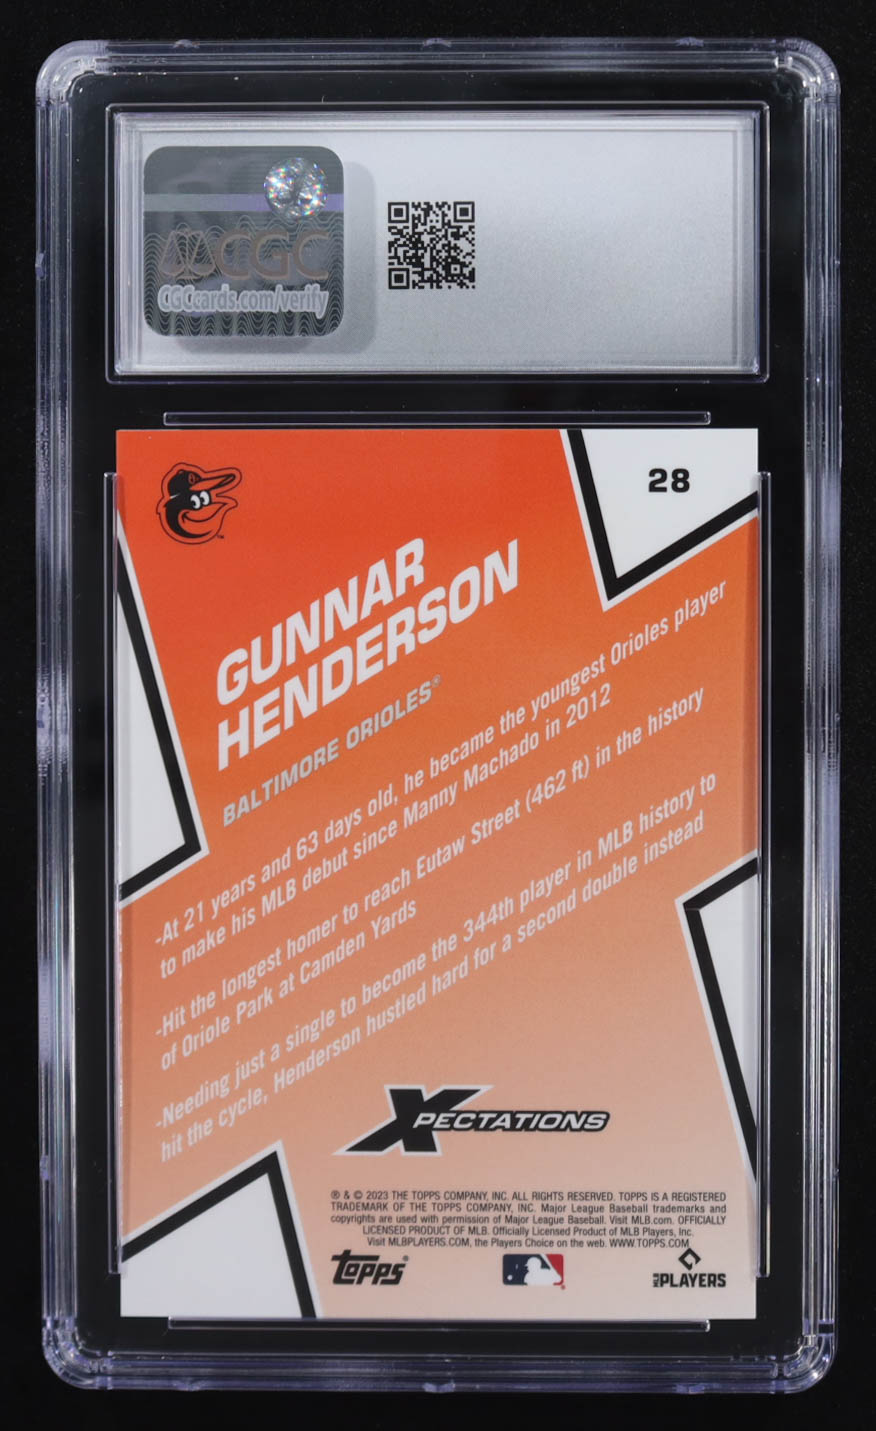 CGC
CGCcards.com/verify
28
GUNNAR
HENDERSON
BALTIMORE ORIOLES®
-At 21 years and 63 days old, he became the youngest Orioles player
to make his MLB debut since Manny Machado in 2012
-Hit the longest homer to reach Eutaw Street (462 ft) in the history
of Oriole Park at Camden Yards
-Needing just a single to become the 344th player in MLB history to
hit the cycle, Henderson hustled hard for a second double instead
XPECTATIONS
® & © 2023 THE TOPPS COMPANY, INC. ALL RIGHTS RESERVED. TOPPS IS A REGISTERED
TRADEMARK OF THE TOPPS COMPANY, INC. Major League Baseball trademarks and
copyrights are used with permission of Major League Baseball. Visit MLB.com. OFFICIALLY
LICENSED PRODUCT OF MLB. Officially Licensed Product of MLB Players, Inc.
Visit MLBPLAYERS.COM, the Players Choice on the web. WWW.TOPPS.COM
topps®
MLB PLAYERS